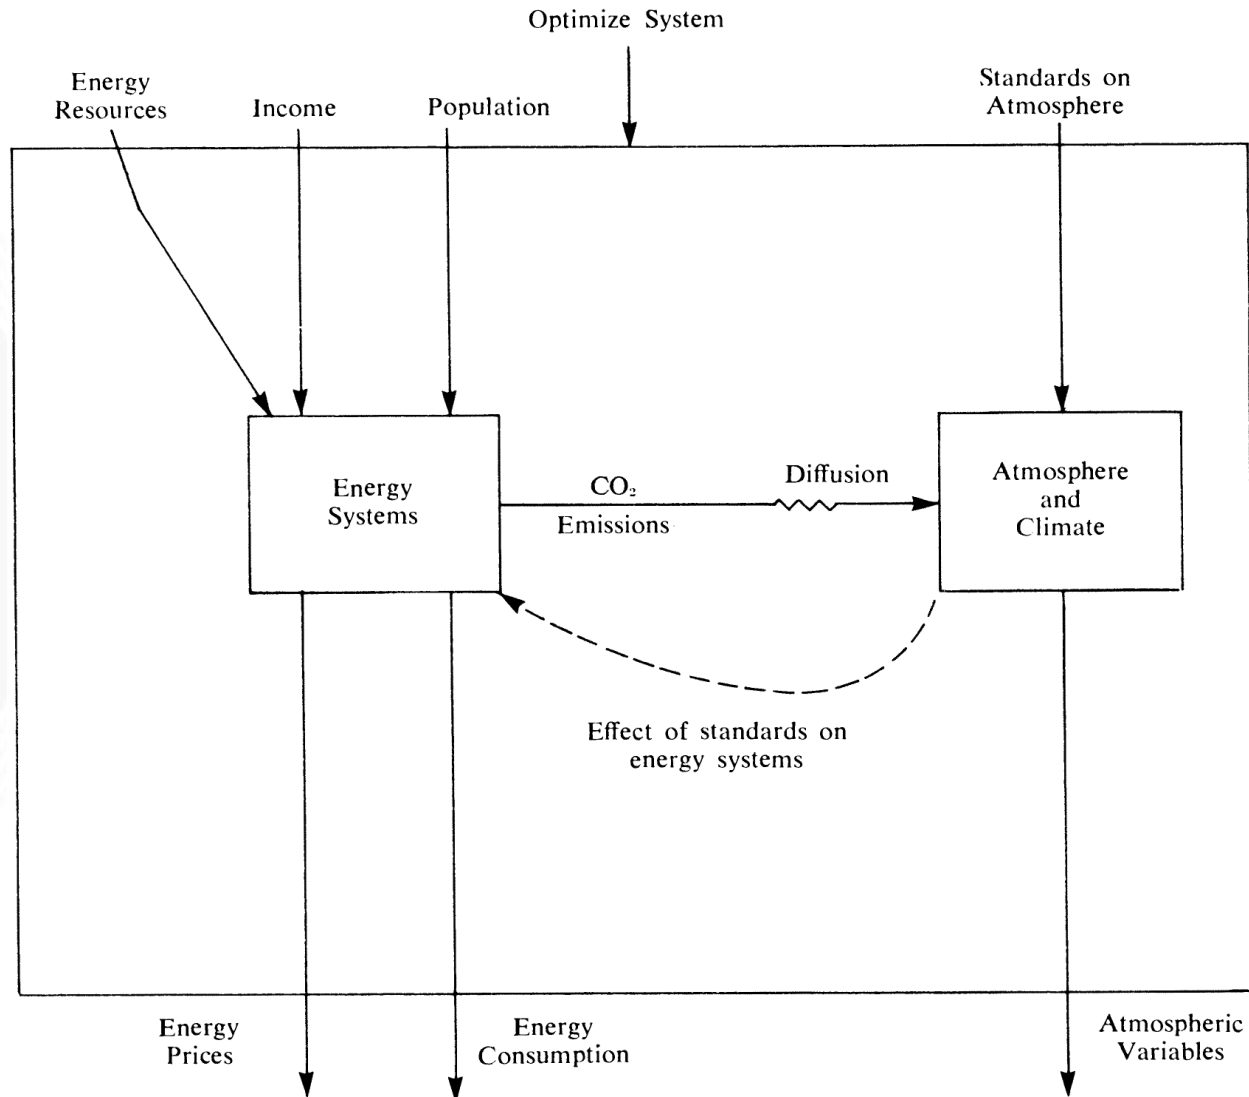 Optimize System
Energy
Resources
Income
Population
Standards on
Atmosphere
Energy
Systems
CO₂
Emissions
Diffusion
Atmosphere
and
Climate
Effect of standards on
energy systems
Energy
Prices
Energy
Consumption
Atmospheric
Variables